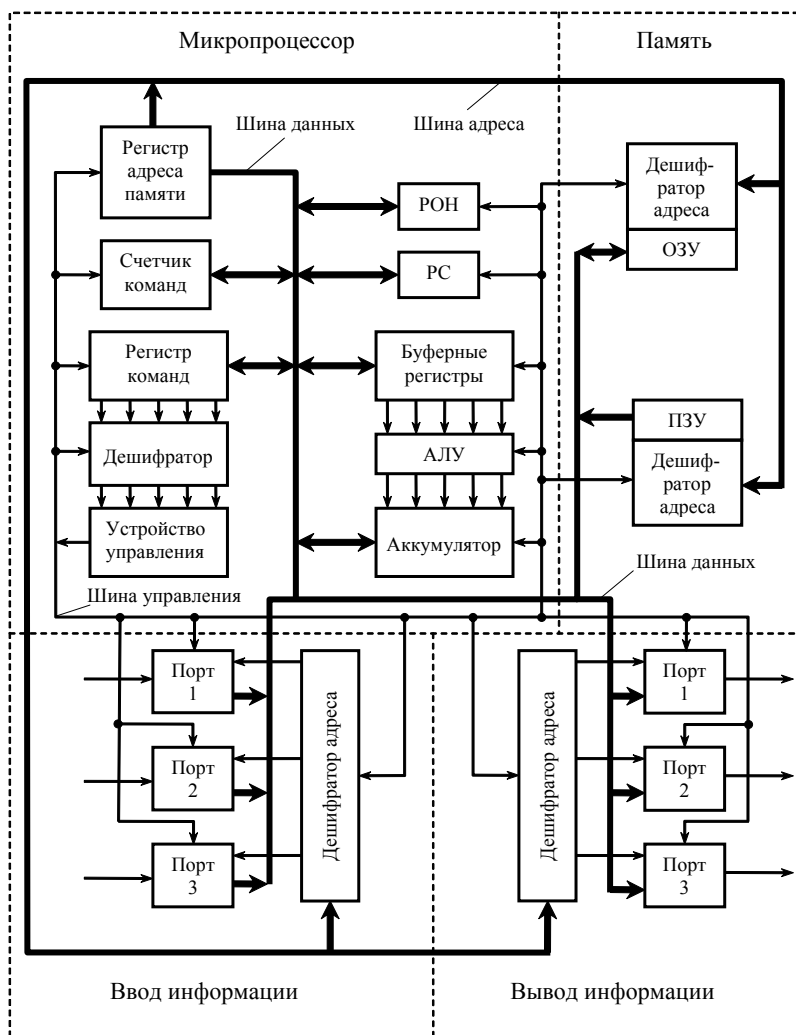 Микропроцессор
Память
Шина данных
Шина адреса
Регистр
адреса
памяти
Дешиф-
ратор
адреса
РОН
ОЗУ
Счетчик
команд
РС
Регистр
команд
Буферные
регистры
ПЗУ
Дешифратор
АЛУ
Дешиф-
ратор
адреса
Устройство
управления
Аккумулятор
Шина данных
Шина управления
Порт
1
Дешифратор адреса
Дешифратор адреса
Порт
1
Порт
2
Порт
2
Порт
3
Порт
3
Ввод информации
Вывод информации